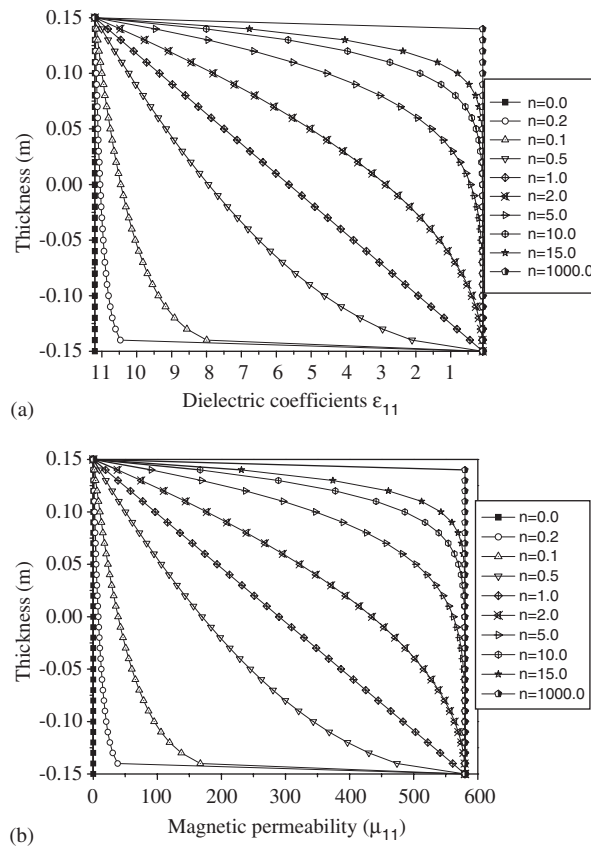 0.15
0.10
0.05
0.00
-0.05
-0.10
-0.15
Thickness (m)
11 10 9 8 7 6 5 4 3 2 1
Dielectric coefficients ε11
(a)
n=0.0
n=0.2
n=0.1
n=0.5
n=1.0
n=2.0
n=5.0
n=10.0
n=15.0
n=1000.0
0.15
0.10
0.05
0.00
-0.05
-0.10
-0.15
Thickness (m)
0 100 200 300 400 500 600
Magnetic permeability (μ11)
(b)
n=0.0
n=0.2
n=0.1
n=0.5
n=1.0
n=2.0
n=5.0
n=10.0
n=15.0
n=1000.0